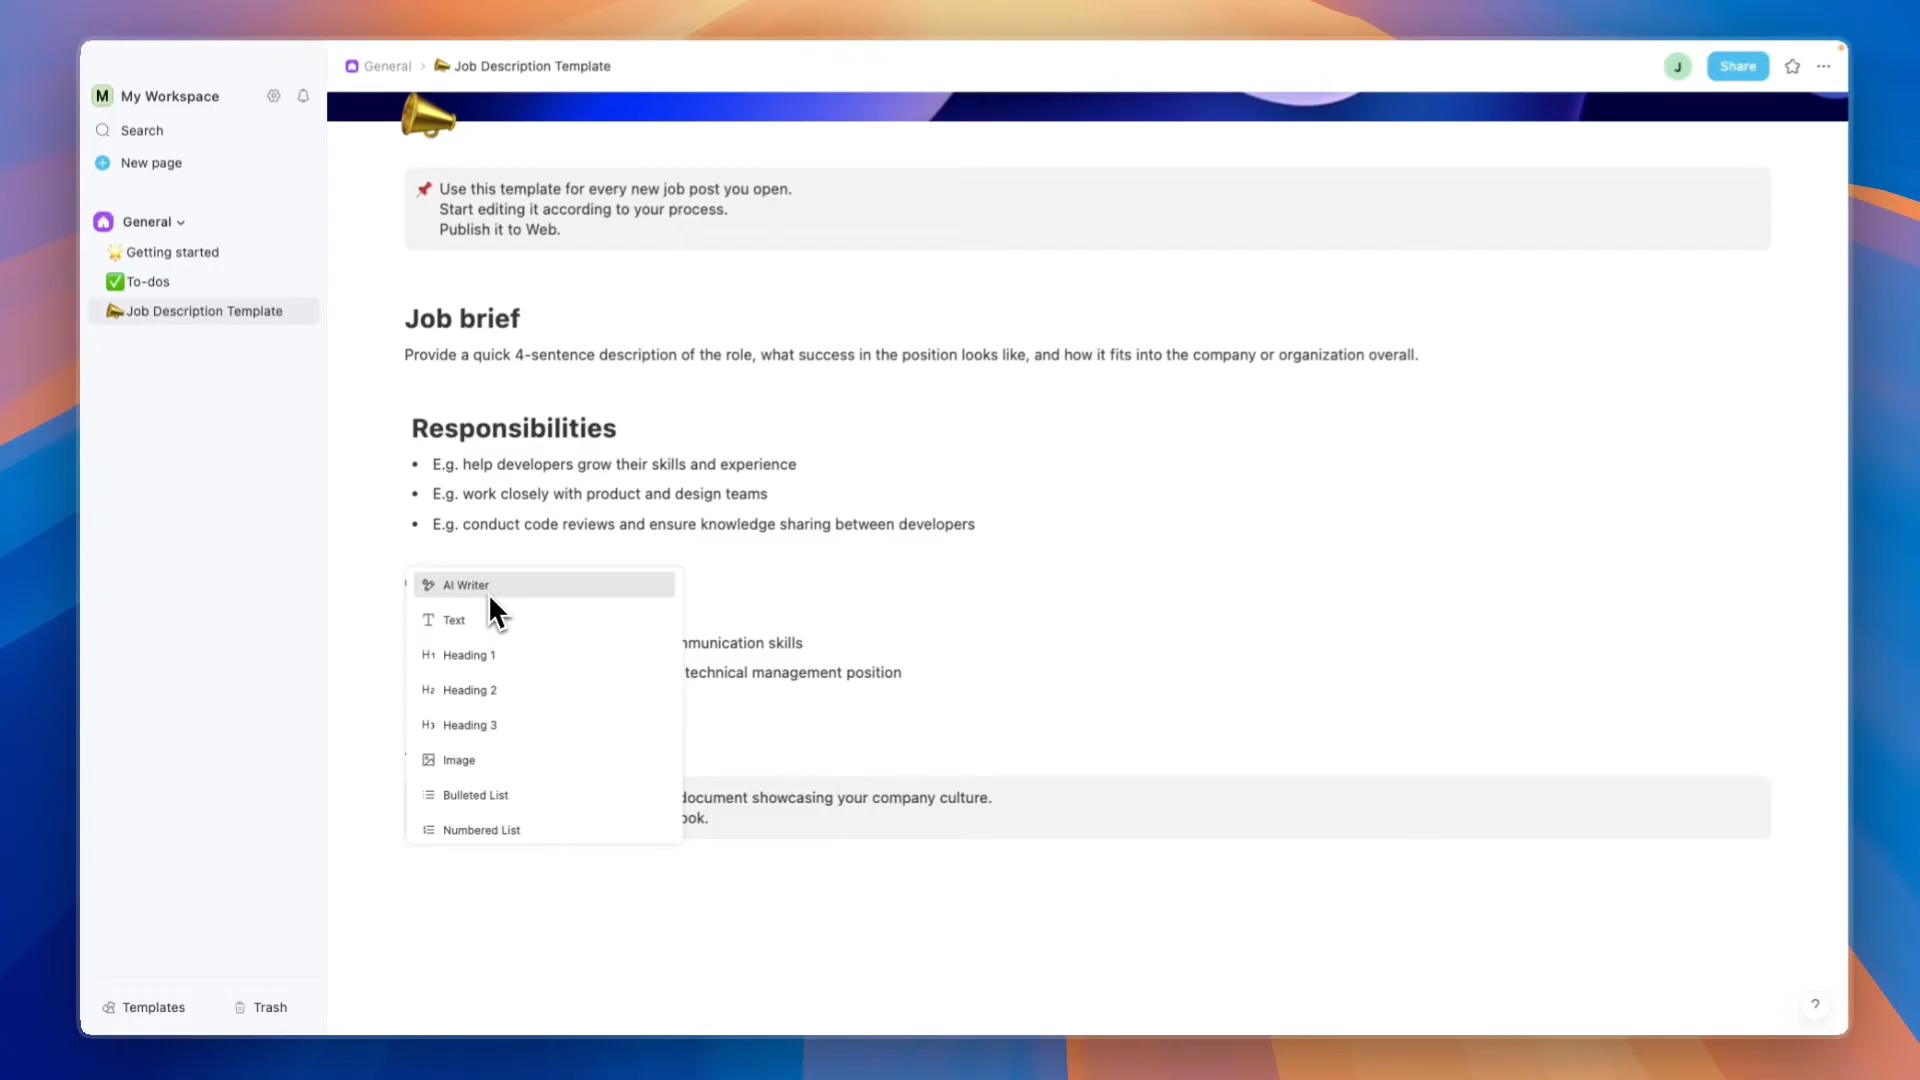 M My Workspace
Search
New page
General
Getting started
To-dos
Job Description Template
Templates
Trash
General › Job Description Template
J
Share
Use this template for every new job post you open.
Start editing it according to your process.
Publish it to Web.
Job brief
Provide a quick 4-sentence description of the role, what success in the position looks like, and how it fits into the company or organization overall.
Responsibilities
• E.g. help developers grow their skills and experience
• E.g. work closely with product and design teams
• E.g. conduct code reviews and ensure knowledge sharing between developers
AI Writer
Text
H1 Heading 1
H2 Heading 2
H3 Heading 3
Image
Bulleted List
Numbered List
skills
technical management position
document showcasing your company culture.
?